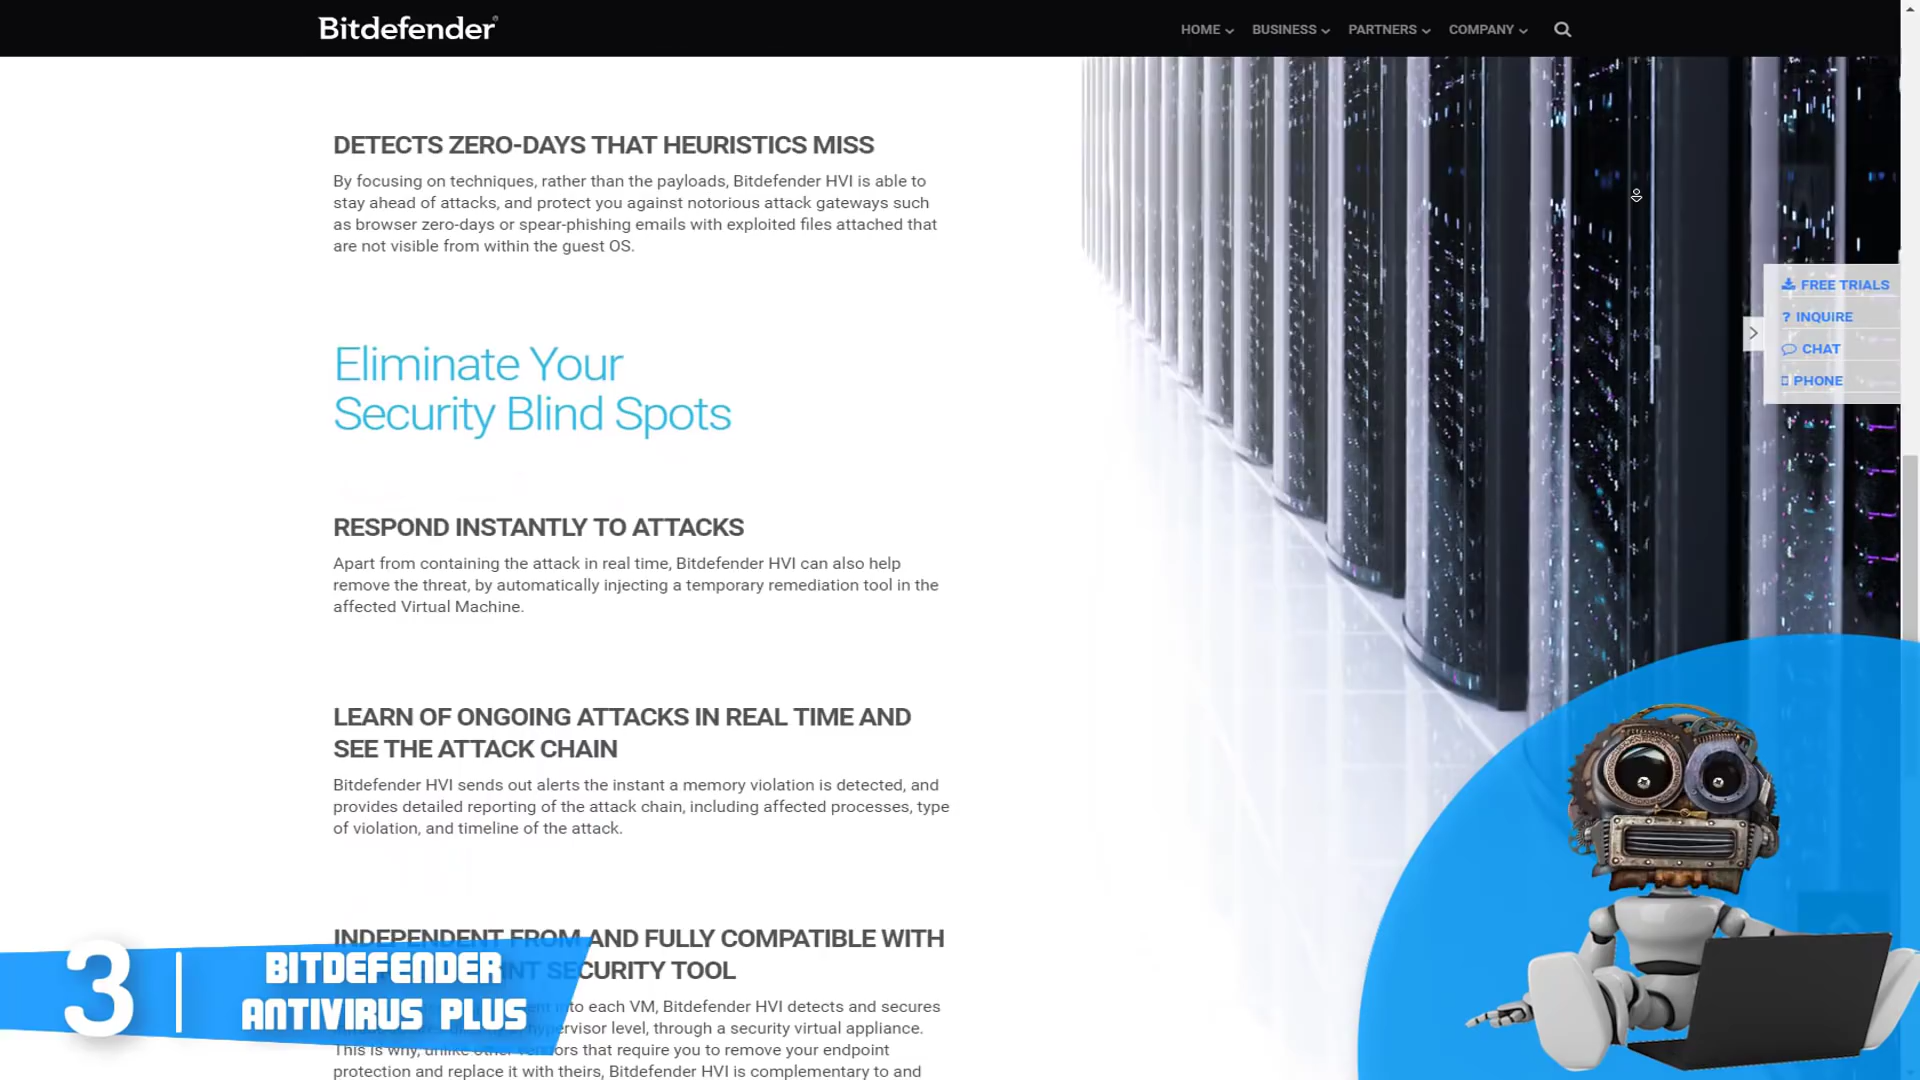 Bitdefender
HOME
BUSINESS
PARTNERS
COMPANY
DETECTS ZERO-DAYS THAT HEURISTICS MISS
By focusing on techniques, rather than the payloads, Bitdefender HVI is able to
stay ahead of attacks, and protect you against notorious attack gateways such
as browser zero-days or spear-phishing emails with exploited files attached that
are not visible from within the guest OS.
FREE TRIALS
? INQUIRE
CHAT
PHONE
Eliminate Your
Security Blind Spots
RESPOND INSTANTLY TO ATTACKS
Apart from containing the attack in real time, Bitdefender HVI can also help
remove the threat, by automatically injecting a temporary remediation tool in the
affected Virtual Machine.
LEARN OF ONGOING ATTACKS IN REAL TIME AND
SEE THE ATTACK CHAIN
Bitdefender HVI sends out alerts the instant a memory violation is detected, and
provides detailed reporting of the attack chain, including affected processes, type
of violation, and timeline of the attack.
INDEPENDENT FROM AND FULLY COMPATIBLE WITH
SECURITY TOOL
into each VM, Bitdefender HVI detects and secures
hypervisor level, through a security virtual appliance.
This is why, unlike other vendors that require you to remove your endpoint
protection and replace it with theirs, Bitdefender HVI is complementary to and
3
BITDEFENDER
ANTIVIRUS PLUS